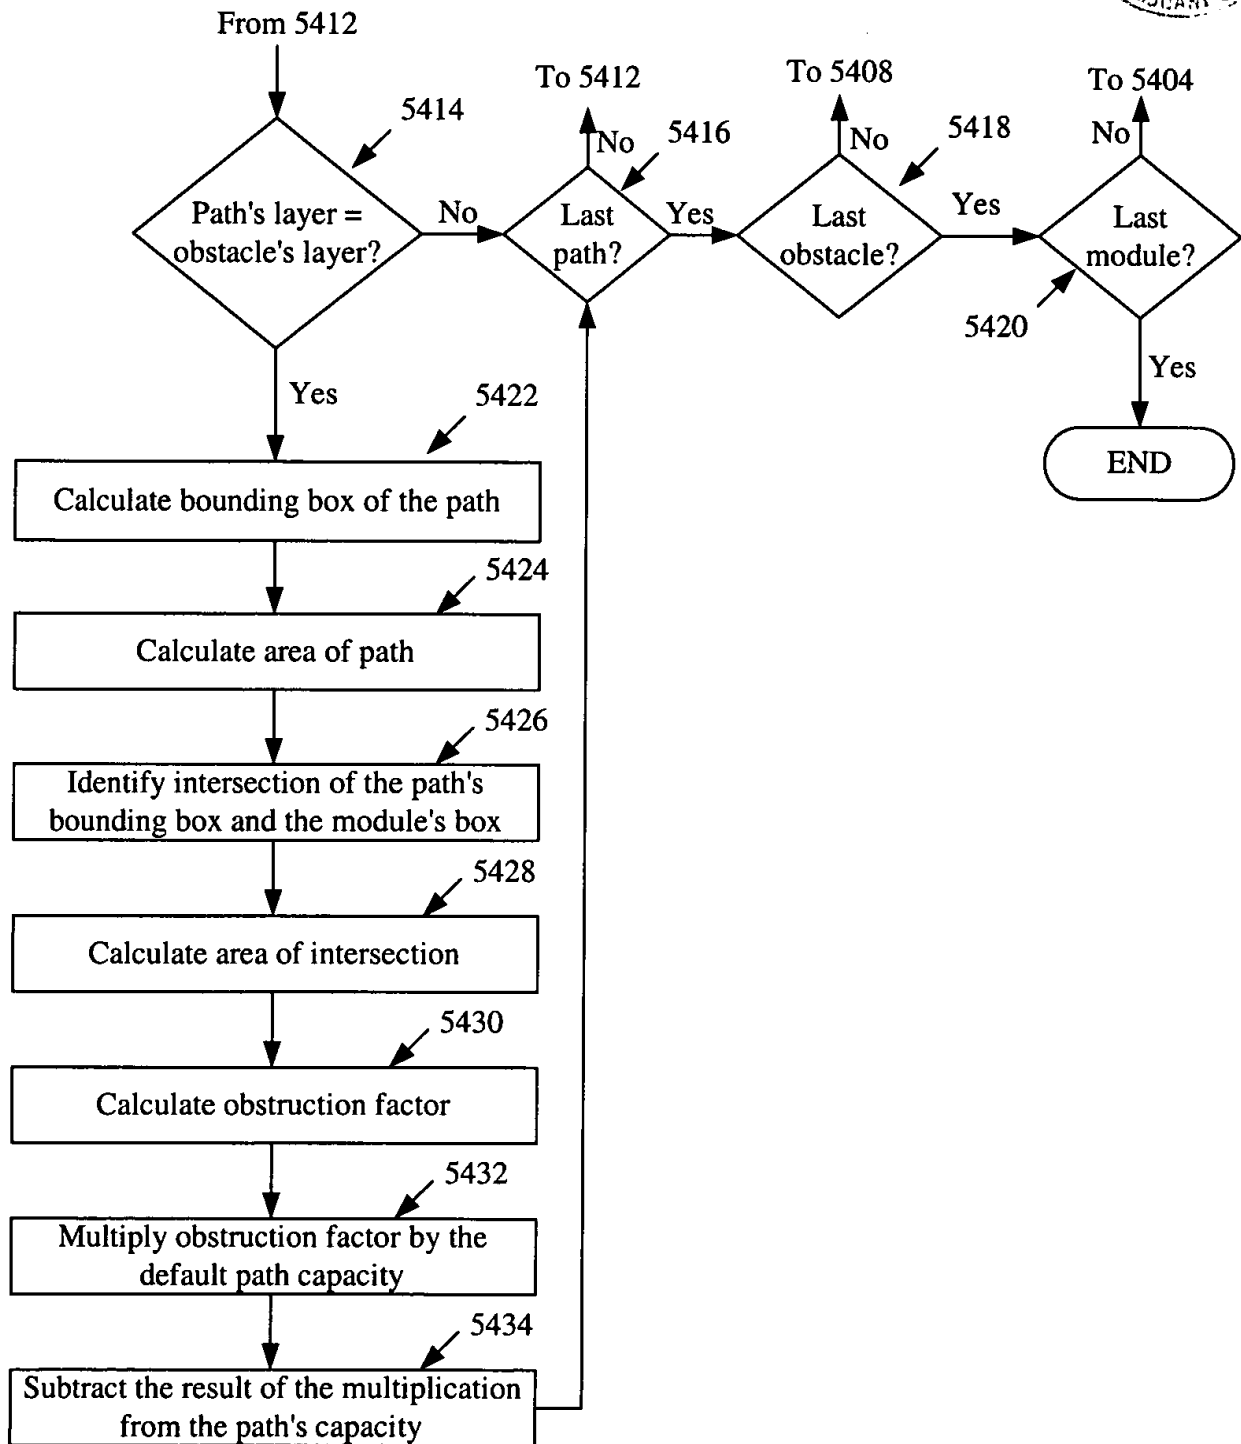 From 5412
To 5412
To 5408
To 5404
5414
No
5416
No
5418
No
Path's layer =
obstacle's layer?
No
Last
path?
Yes
Last
obstacle?
Yes
Last
module?
5420
Yes
Yes
END
5422
Calculate bounding box of the path
5424
Calculate area of path
5426
Identify intersection of the path's
bounding box and the module's box
5428
Calculate area of intersection
5430
Calculate obstruction factor
5432
Multiply obstruction factor by the
default path capacity
5434
Subtract the result of the multiplication
from the path's capacity